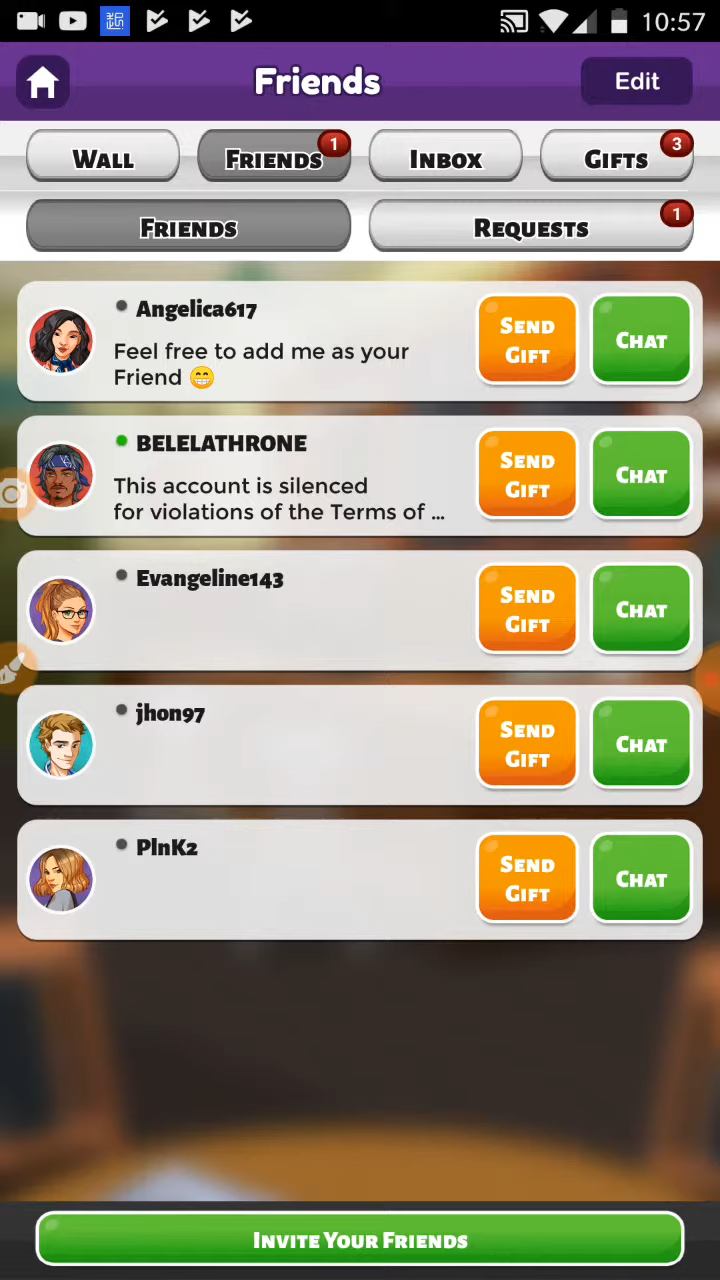 10:57
Friends
Edit
WALL
FRIENDS
1
INBOX
GIFTS
3
FRIENDS
REQUESTS
1
Angelica617
Feel free to add me as your
Friend 😁
SEND
GIFT
CHAT
BELELATHRONE
This account is silenced
for violations of the Terms of ...
SEND
GIFT
CHAT
Evangeline143
SEND
GIFT
CHAT
jhon97
SEND
GIFT
CHAT
PlnK2
SEND
GIFT
CHAT
INVITE YOUR FRIENDS